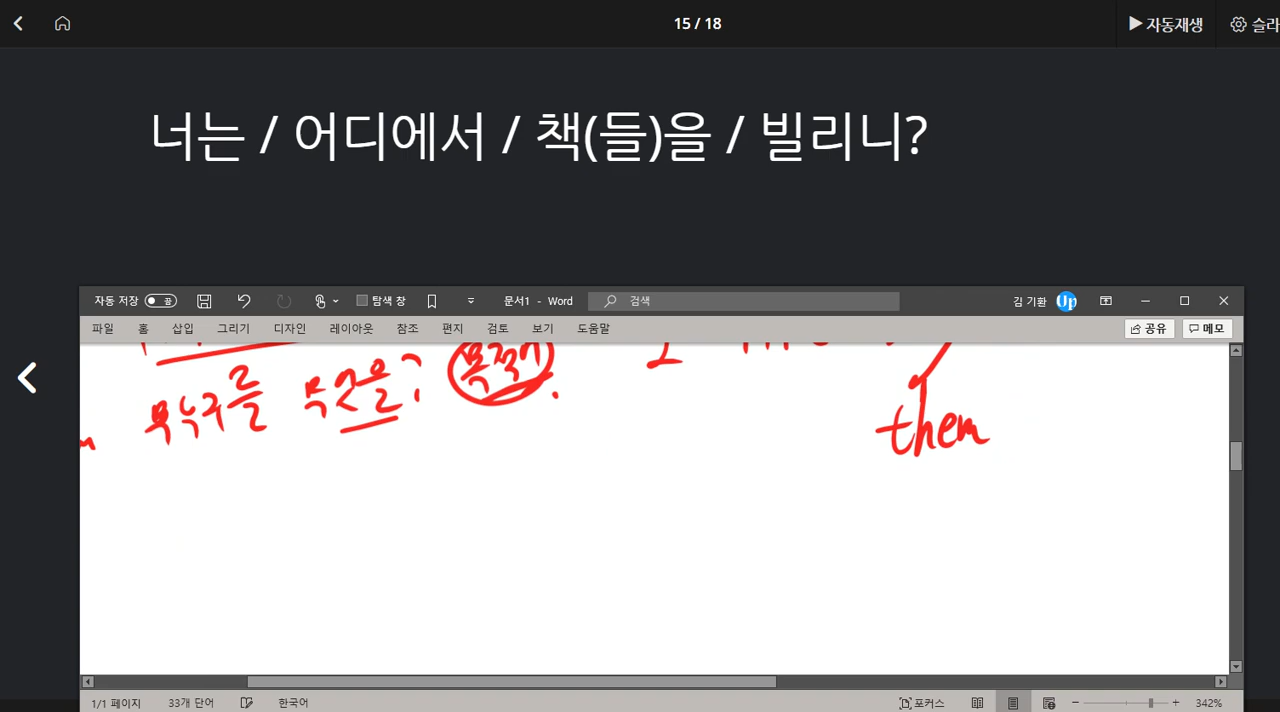 15 / 18
▶ 자동재생
슬라
너는 / 어디에서 / 책(들)을 / 빌리니?
자동 저장 끔 탐색 창 문서1 - Word 검색 김 기환 Up
파일 홈 삽입 그리기 디자인 레이아웃 참조 편지 검토 보기 도움말 공유 메모
목적어
무엇을?
them
1/1 페이지 33개 단어 한국어 포커스 342%